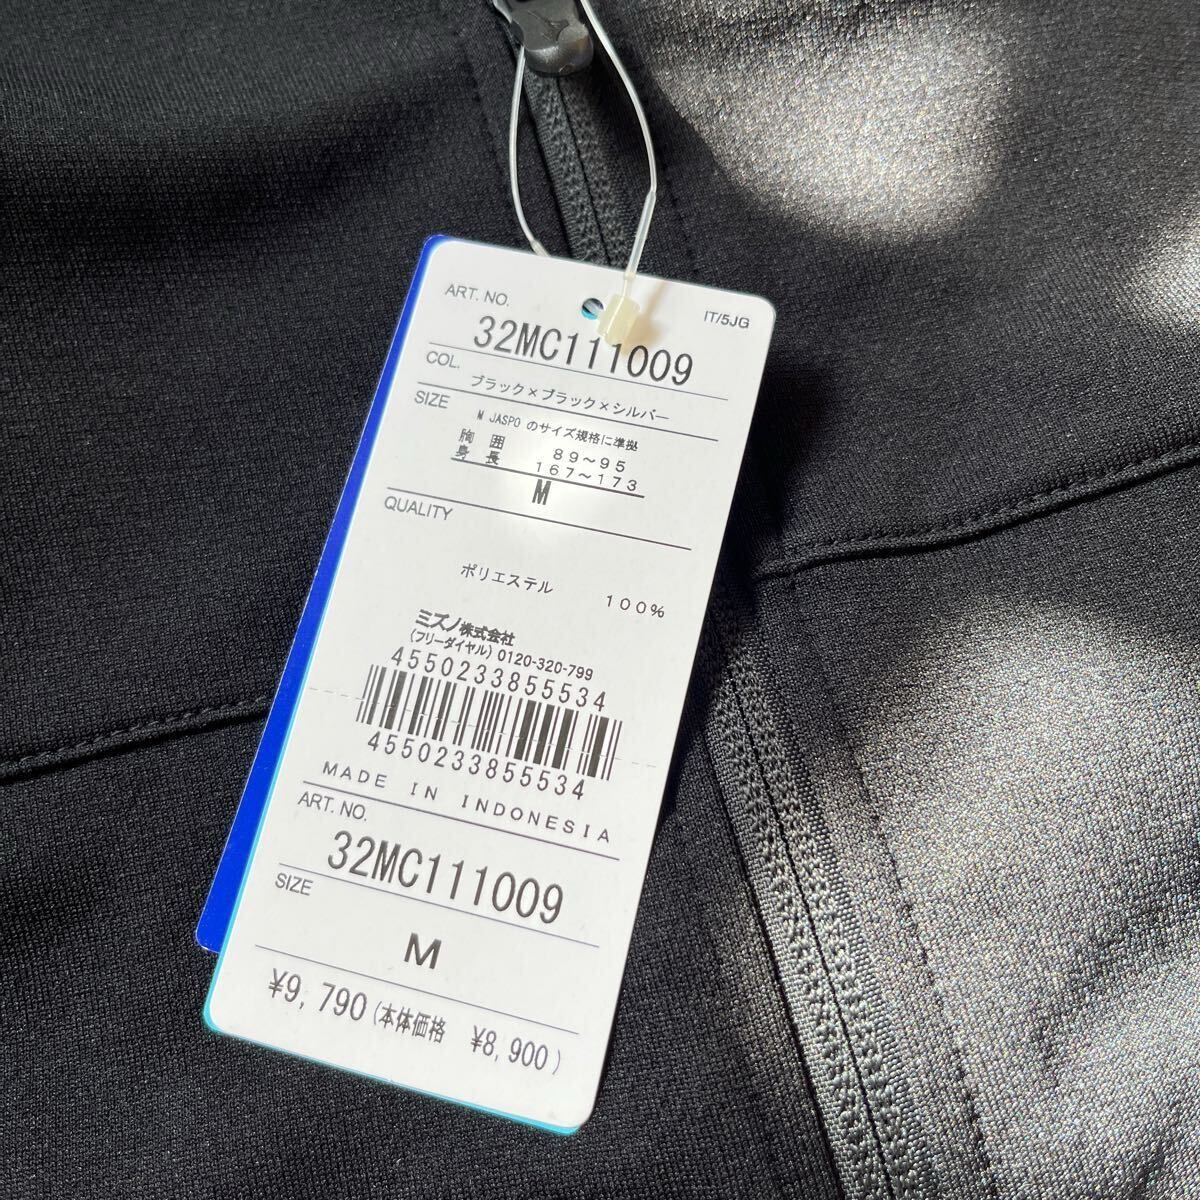 ART. NO.
IT/5JG
32MC111009
COL.
ブラック×ブラック×シルバー
SIZE
M JASPO のサイズ規格に準拠
胸 囲 89～95
身 長 167～173
M
QUALITY
ポリエステル 100%
ミズノ株式会社
(フリーダイヤル) 0120-320-799
4550233855534
4550233855534
MADE IN INDONESIA
ART. NO.
32MC111009
SIZE
M
¥9, 790 (本体価格 ¥8, 900)